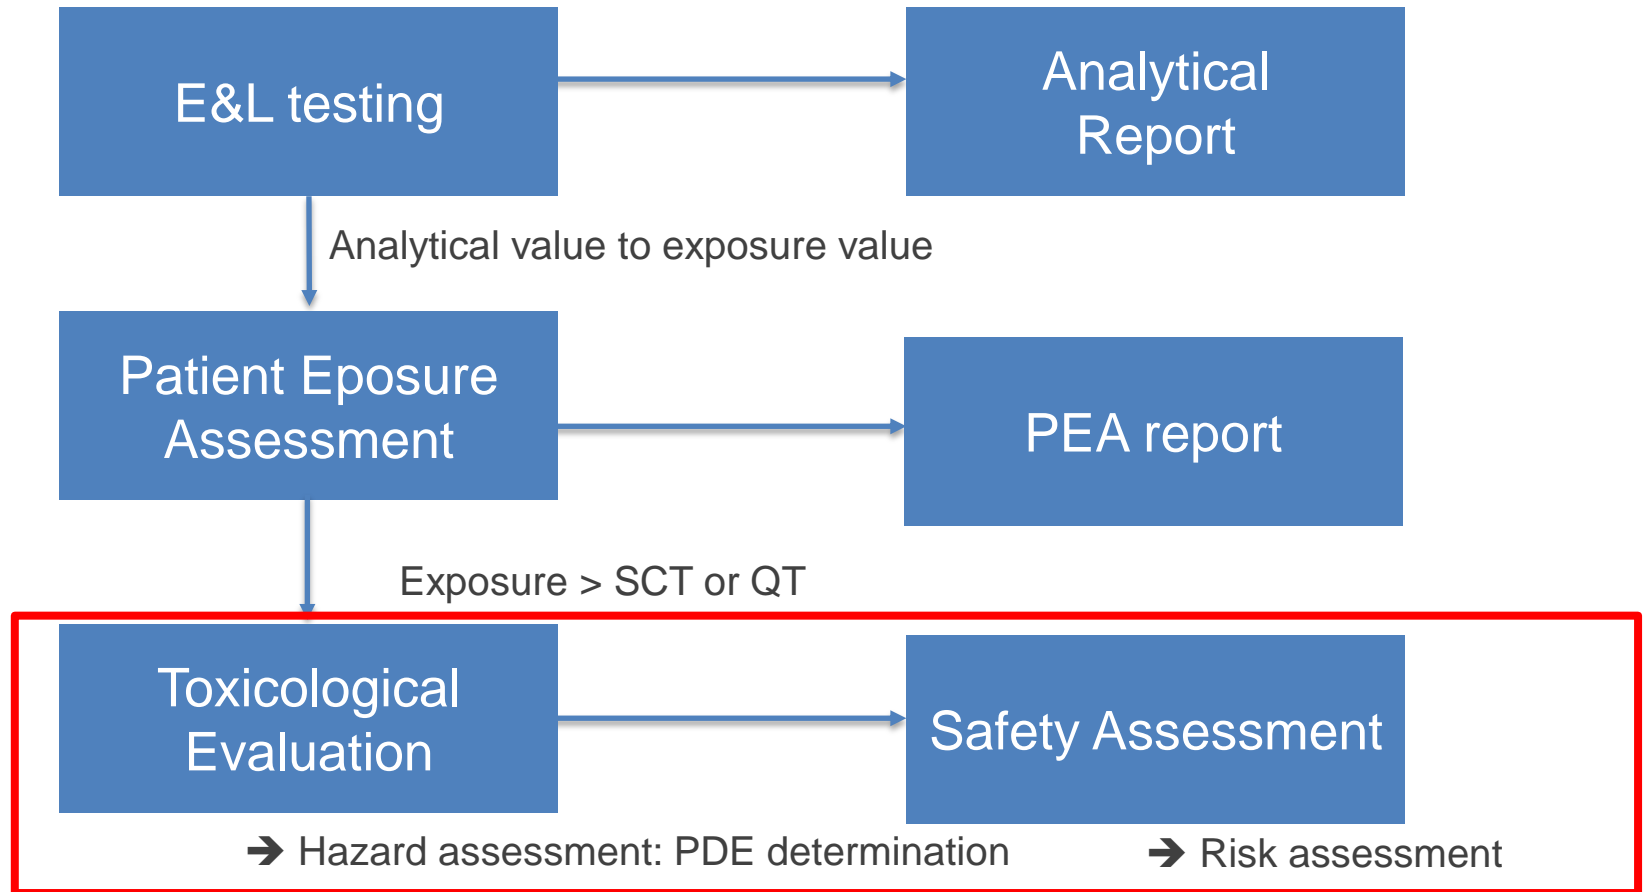 E&L testing
Analytical
Report
Analytical value to exposure value
Patient Eposure
Assessment
PEA report
Exposure > SCT or QT
Toxicological
Evaluation
Safety Assessment
➔ Hazard assessment: PDE determination
➔ Risk assessment